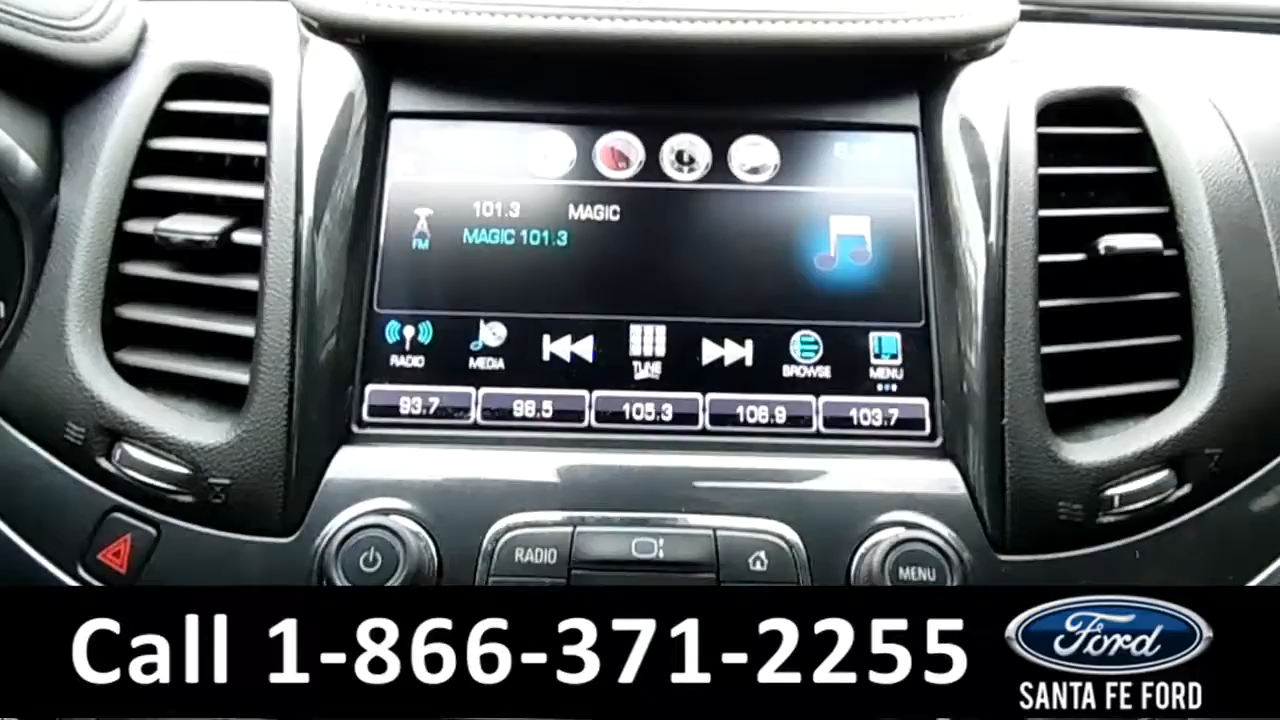 101.3 MAGIC
FM
MAGIC 101.3
RADIO MEDIA TUNE BROWSE MENU
93.7 98.5 105.3 106.9 103.7
RADIO
MENU
Call 1-866-371-2255
Ford
SANTA FE FORD